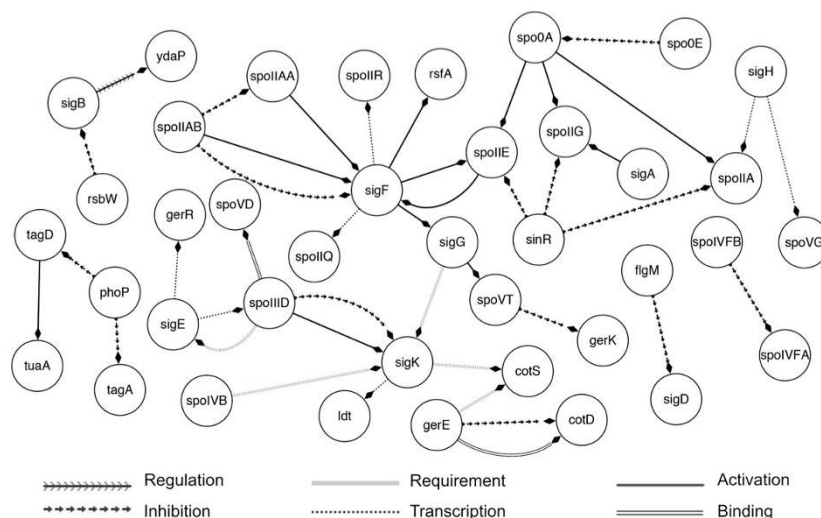 spo0A
spo0E
ydaP
spoIIAA
spoIIR
rsfA
sigH
sigB
spoIIAB
spoIIE
spoIIG
sigA
spoIIA
rsbW
sigF
gerR
spoVD
tagD
spoIIQ
sigG
sinR
spoIVFB
spoVG
flgM
phoP
sigE
spoIIID
spoVT
gerK
spoIVFA
tuaA
tagA
spoIVB
sigK
cotS
sigD
ldt
gerE
cotD
Regulation Requirement Activation
Inhibition Transcription Binding